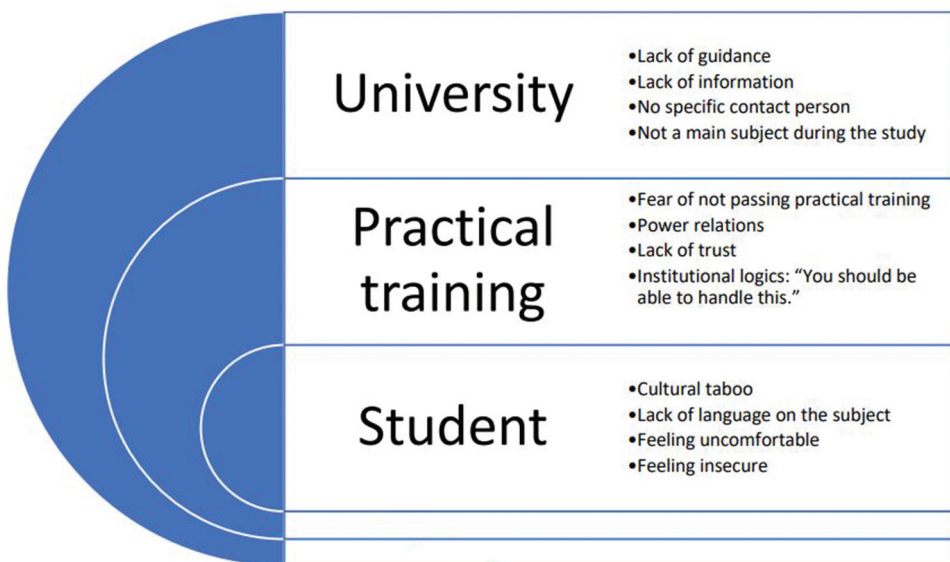 University
•Lack of guidance
•Lack of information
•No specific contact person
•Not a main subject during the study
Practical
training
•Fear of not passing practical training
•Power relations
•Lack of trust
•Institutional logics: “You should be
able to handle this.”
Student
•Cultural taboo
•Lack of language on the subject
•Feeling uncomfortable
•Feeling insecure